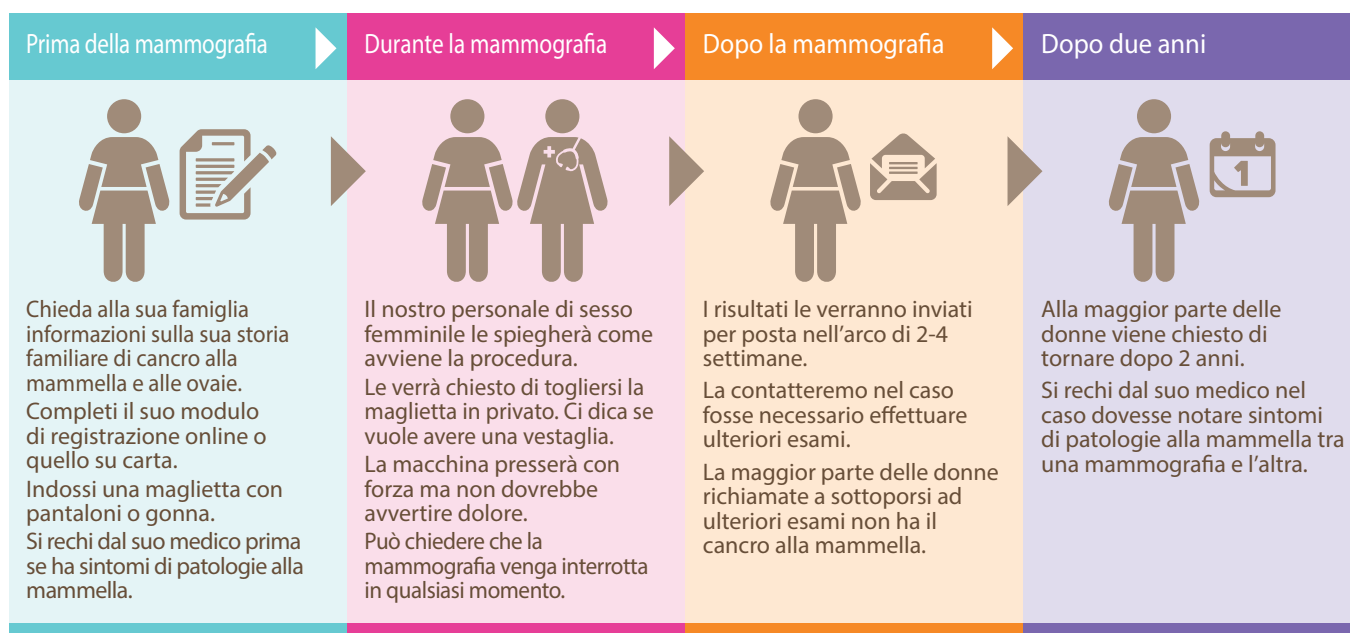 Prima della mammografia
Chieda alla sua famiglia
informazioni sulla sua storia
familiare di cancro alla
mammella e alle ovaie.
Completi il suo modulo
di registrazione online o
quello su carta.
Indossi una maglietta con
pantaloni o gonna.
Si rechi dal suo medico prima
se ha sintomi di patologie alla
mammella.
Durante la mammografia
Il nostro personale di sesso
femminile le spiegherà come
avviene la procedura.
Le verrà chiesto di togliersi la
maglietta in privato. Ci dica se
vuole avere una vestaglia.
La macchina presserà con
forza ma non dovrebbe
avvertire dolore.
Può chiedere che la
mammografia venga interrotta
in qualsiasi momento.
Dopo la mammografia
I risultati le verranno inviati
per posta nell'arco di 2-4
settimane.
La contatteremo nel caso
fosse necessario effettuare
ulteriori esami.
La maggior parte delle donne
richiamate a sottoporsi ad
ulteriori esami non ha il
cancro alla mammella.
Dopo due anni
1
Alla maggior parte delle
donne viene chiesto di
tornare dopo 2 anni.
Si rechi dal suo medico nel
caso dovesse notare sintomi
di patologie alla mammella tra
una mammografia e l'altra.